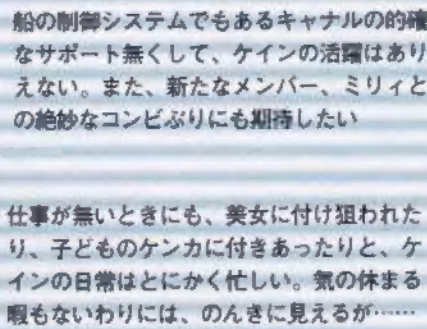 船の制御システムでもあるキャナルの的確
なサポート無くして、ケインの活躍はあり
えない。また、新たなメンバー、ミリィと
の絶妙なコンビぶりにも期待したい
仕事が無いときにも、美女に付け狙われた
り、子どものケンカに付きあったりと、ケ
インの日常はとにかく忙しい。気の休まる
暇もないわりには、のんきに見えるが……